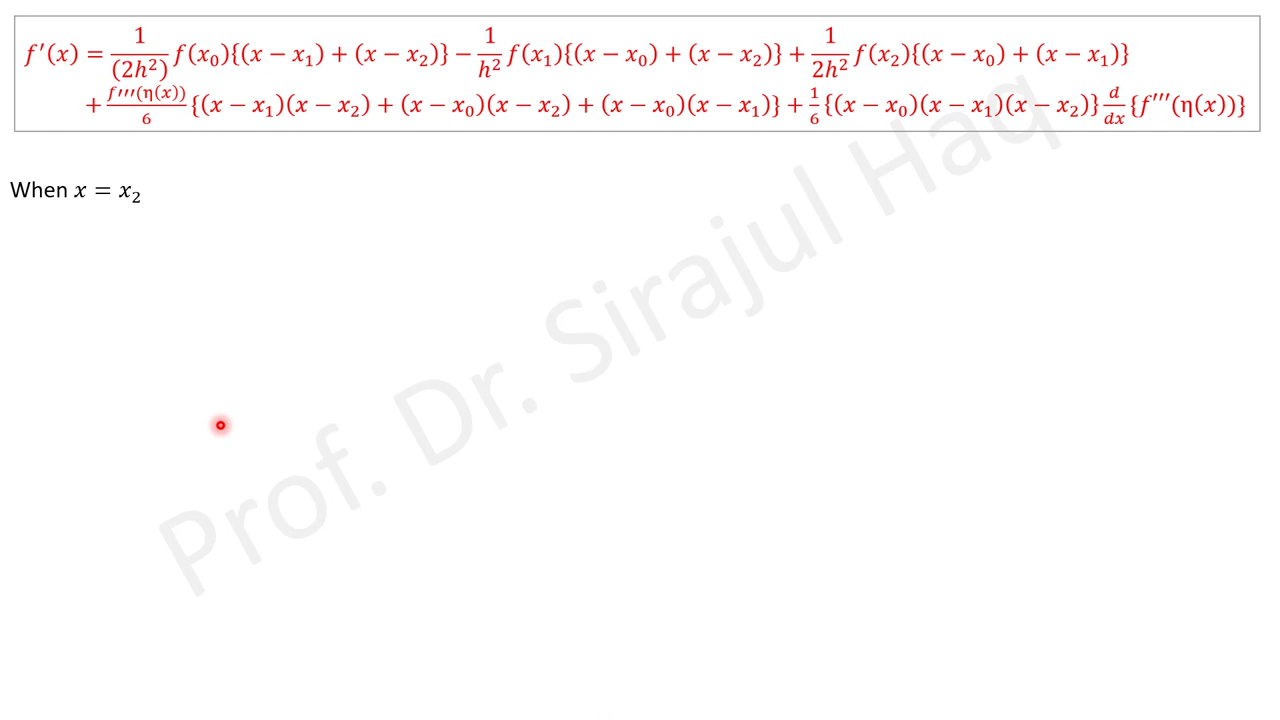 f′(x) = 1/(2h²) f(x₀){(x − x₁) + (x − x₂)} − 1/h² f(x₁){(x − x₀) + (x − x₂)} + 1/2h² f(x₂){(x − x₀) + (x − x₁)}
+ f′′′(η(x))/6 {(x − x₁)(x − x₂) + (x − x₀)(x − x₂) + (x − x₀)(x − x₁)} + 1/6 {(x − x₀)(x − x₁)(x − x₂)} d/dx {f′′′(η(x))}
When x = x₂
Prof. Dr. Sirajul Haq